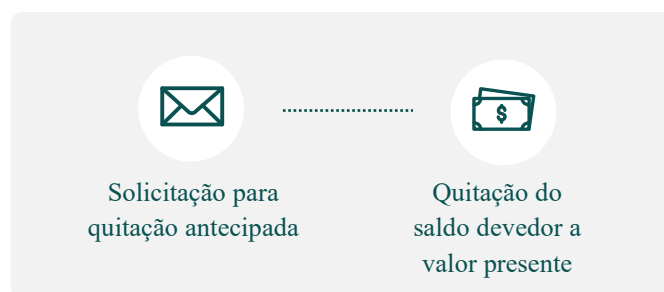 $
Solicitação para
quitação antecipada
Quitação do
saldo devedor a
valor presente